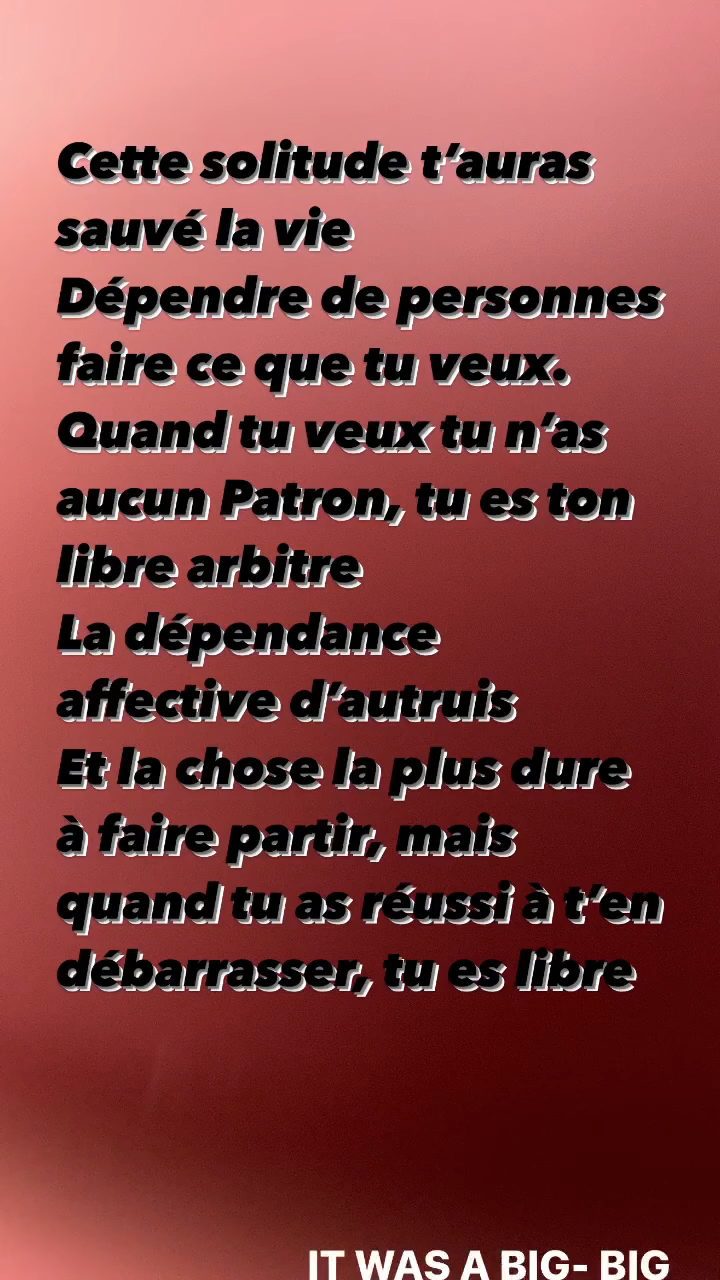 Cette solitude t’auras
sauvé la vie
Dépendre de personnes
faire ce que tu veux.
Quand tu veux tu n’as
aucun Patron, tu es ton
libre arbitre
La dépendance
affective d’autruis
Et la chose la plus dure
à faire partir, mais
quand tu as réussi à t’en
débarrasser, tu es libre
IT WAS A BIG- BIG